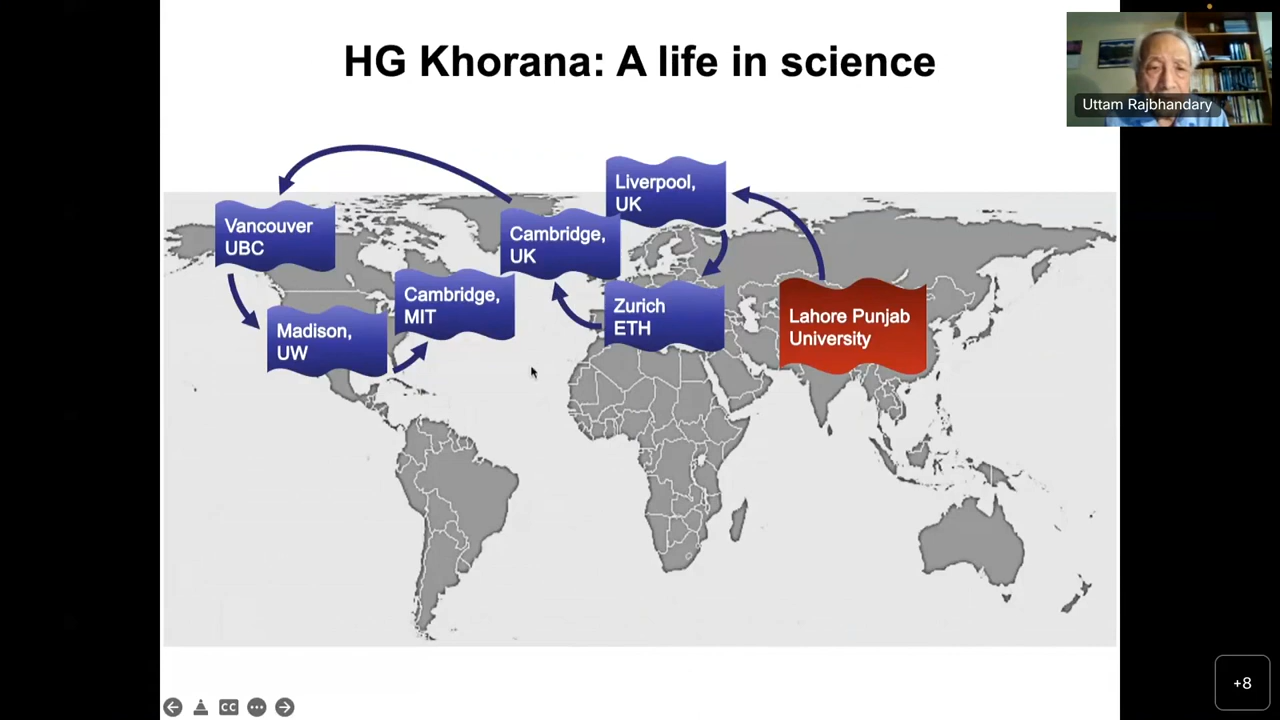 HG Khorana: A life in science
Uttam Rajbhandary
Liverpool,
UK
Vancouver
UBC
Cambridge,
UK
Cambridge,
MIT
Zurich
ETH
Lahore Punjab
University
Madison,
UW
CC
+8